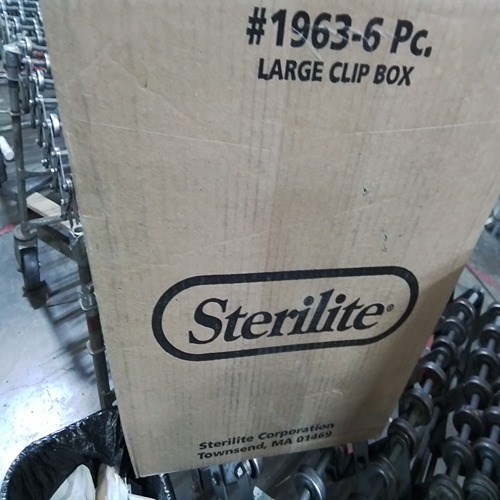 #1963-6 Pc.
LARGE CLIP BOX
Sterilite®
Sterilite Corporation
Townsend, MA 01469